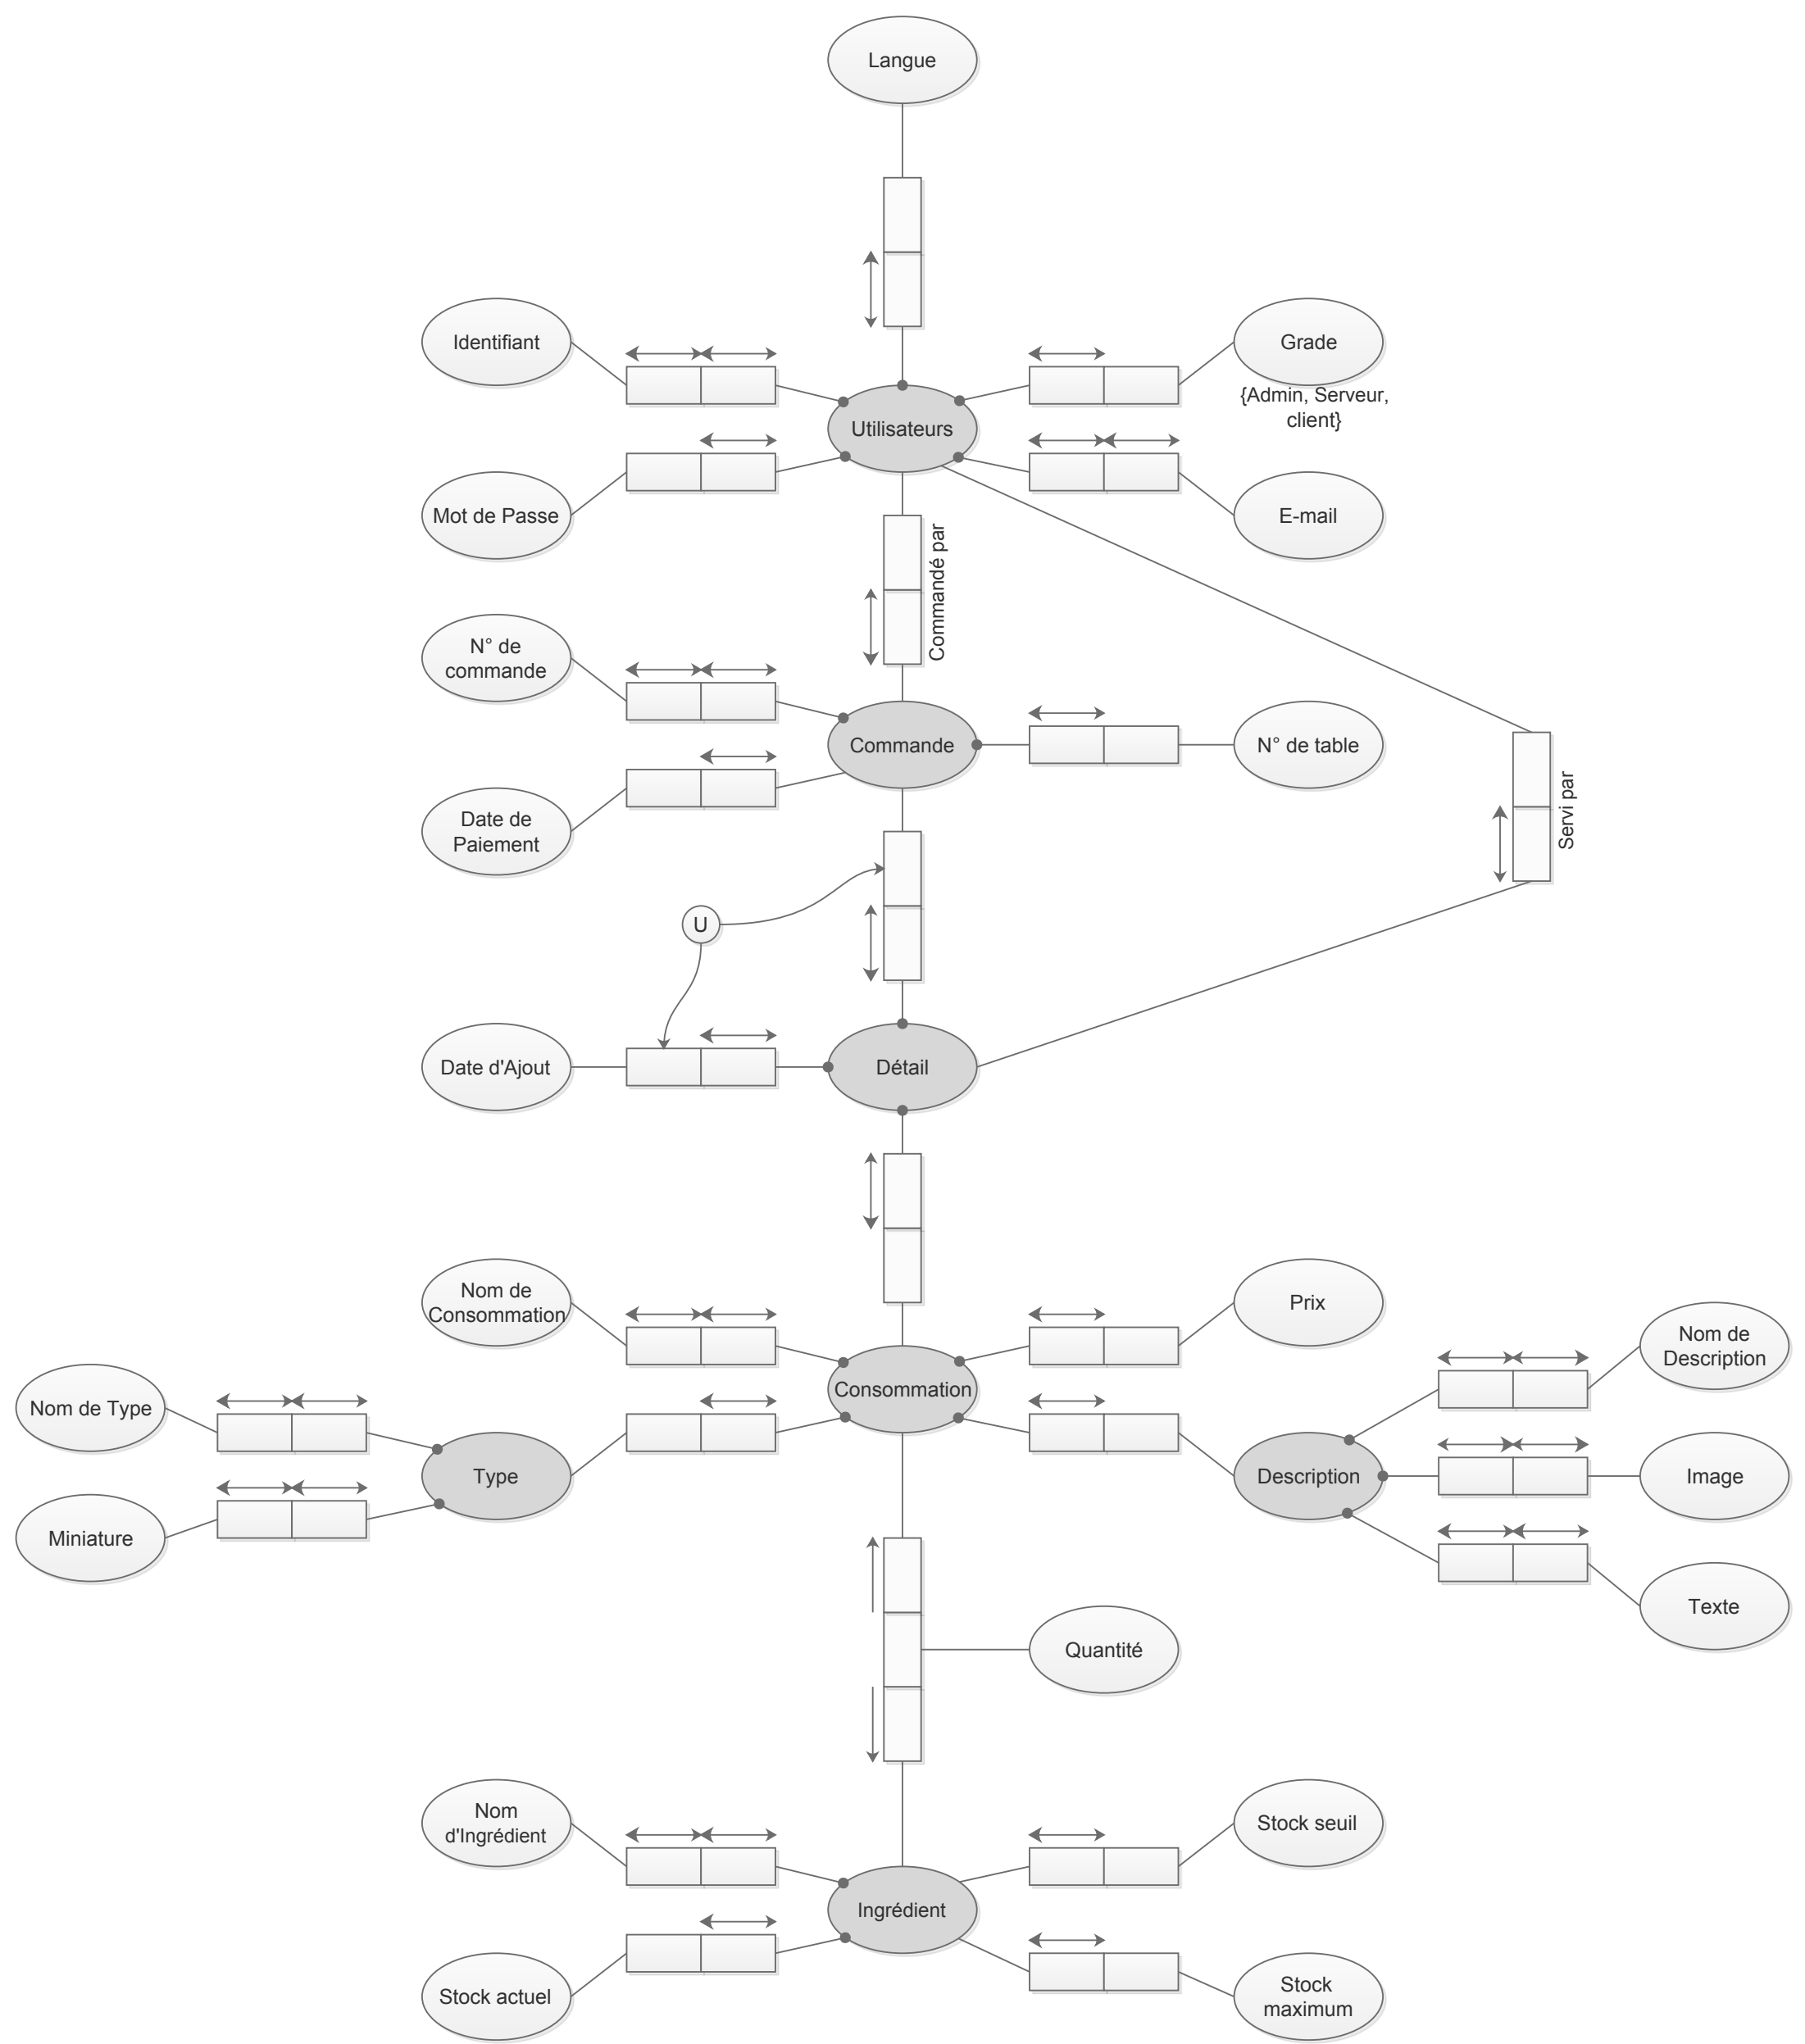 Langue
Identifiant
Grade
{Admin, Serveur,
client}
Utilisateurs
Mot de Passe
E-mail
Commandé par
N° de
commande
Commande
N° de table
Date de
Paiement
Servi par
U
Date d'Ajout
Détail
Nom de
Consommation
Prix
Nom de
Description
Consommation
Nom de Type
Type
Description
Image
Miniature
Texte
Quantité
Nom
d'Ingrédient
Stock seuil
Ingrédient
Stock actuel
Stock
maximum